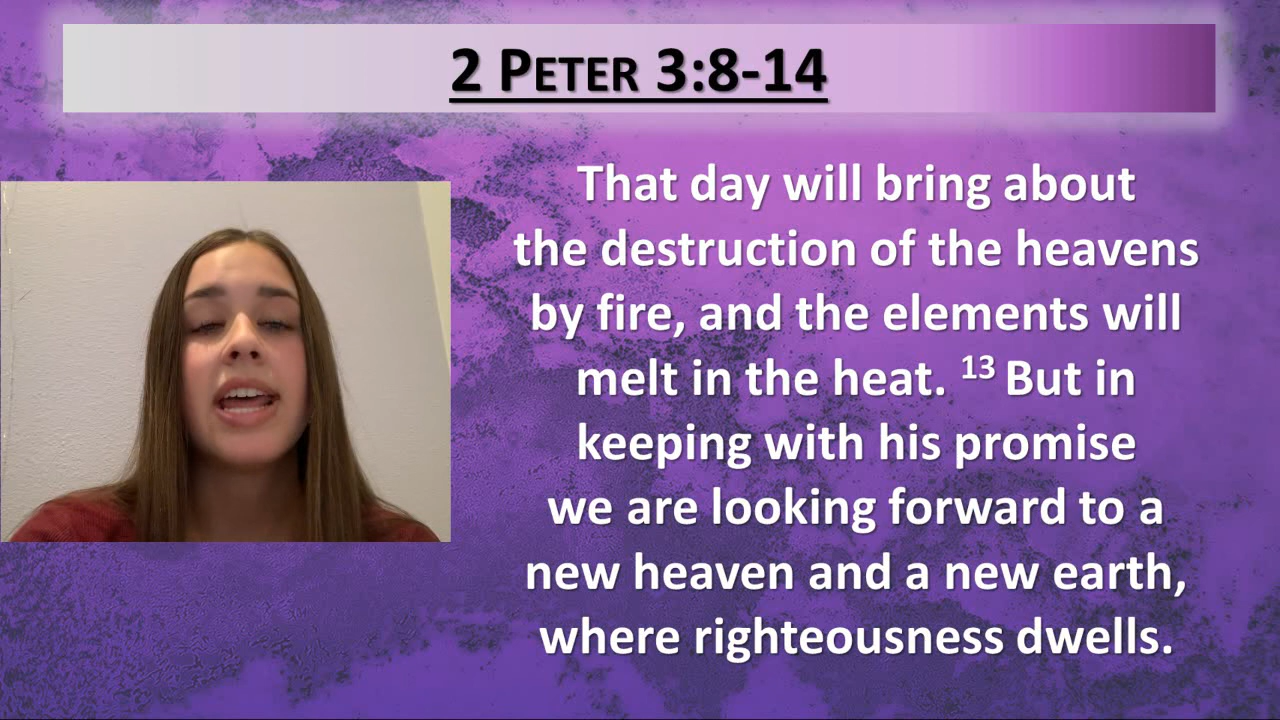 2 PETER 3:8-14
That day will bring about
the destruction of the heavens
by fire, and the elements will
melt in the heat. 13 But in
keeping with his promise
we are looking forward to a
new heaven and a new earth,
where righteousness dwells.